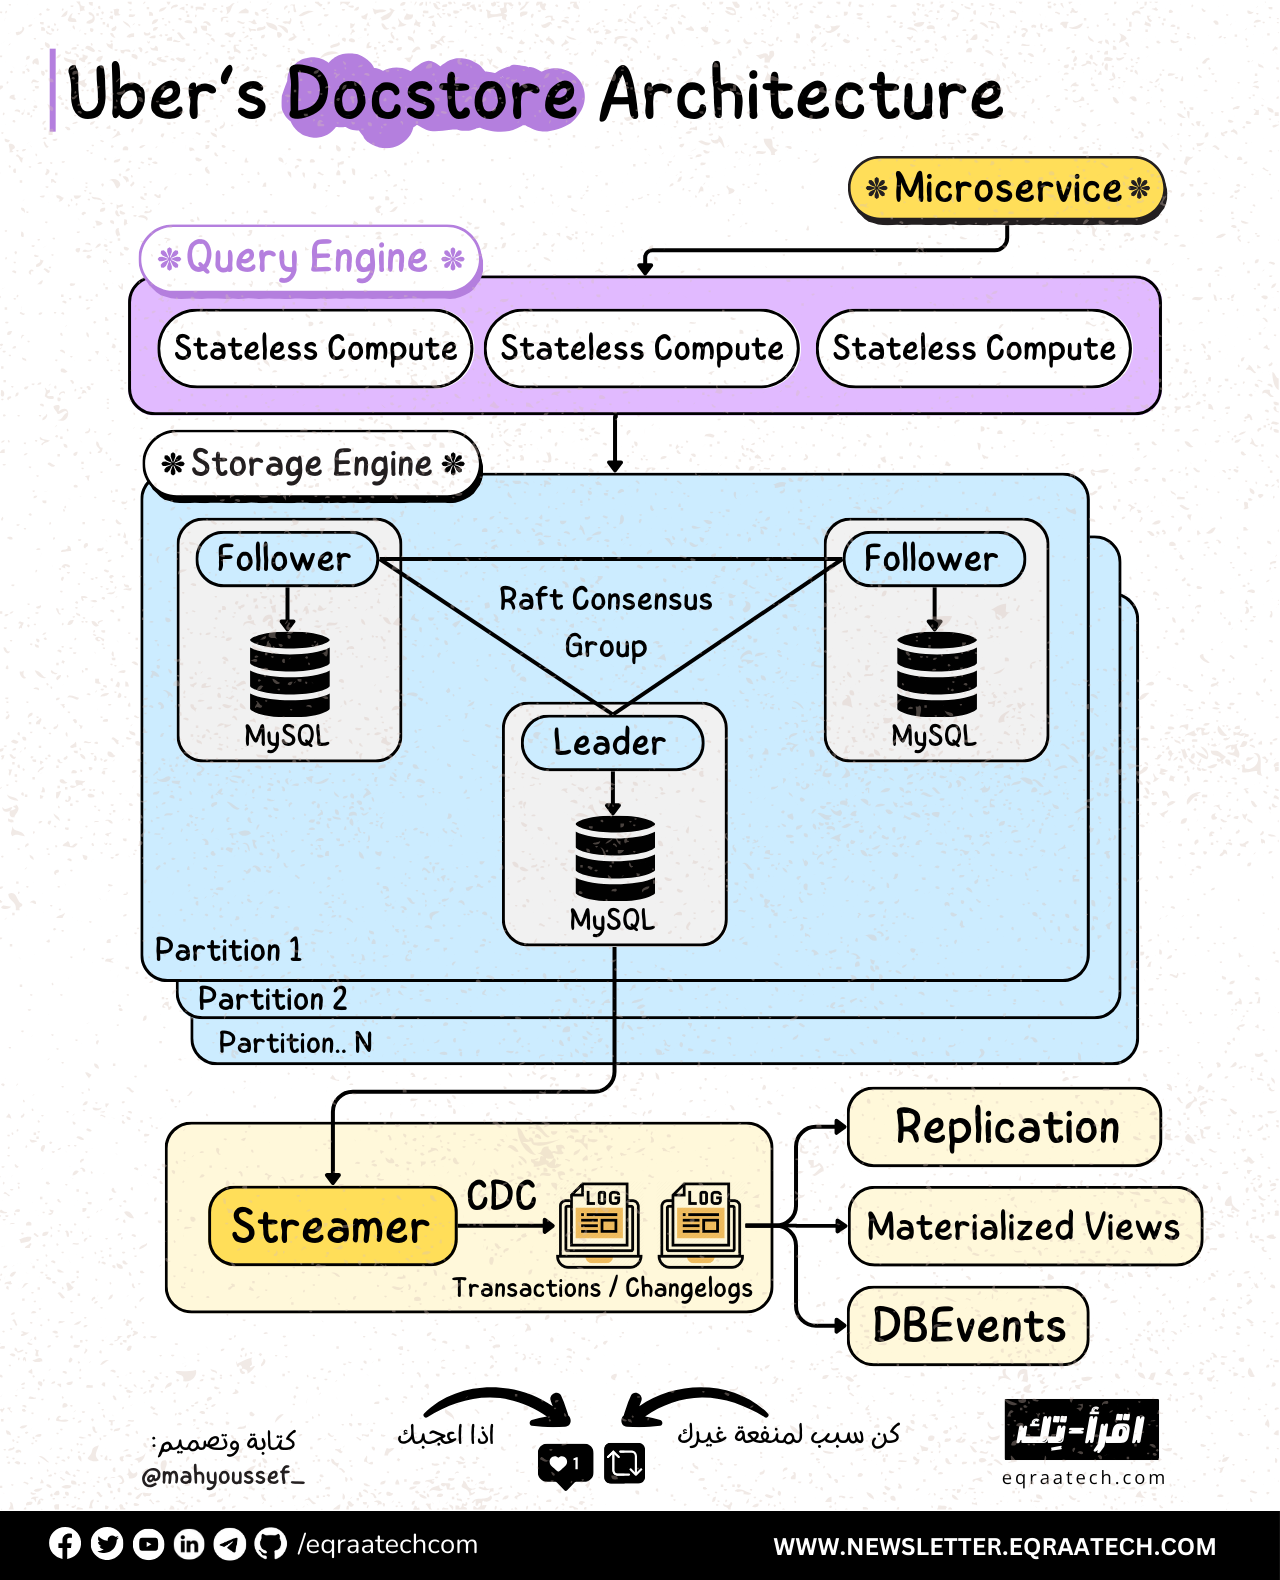 Uber's Docstore Architecture
Microservice
Query Engine
Stateless Compute
Stateless Compute
Stateless Compute
Storage Engine
Follower
MySQL
Raft Consensus
Group
Follower
MySQL
Leader
MySQL
Partition 1
Partition 2
Partition.. N
Streamer
CDC
LOG
LOG
Transactions / Changelogs
Replication
Materialized Views
DBEvents
كتابة وتصميم:
@mahyoussef_
اذا اعجبك
1
كن سبب لمنفعة غيرك
اقرأ-تِك
eqraatech.com
/eqraatechcom
WWW.NEWSLETTER.EQRAATECH.COM